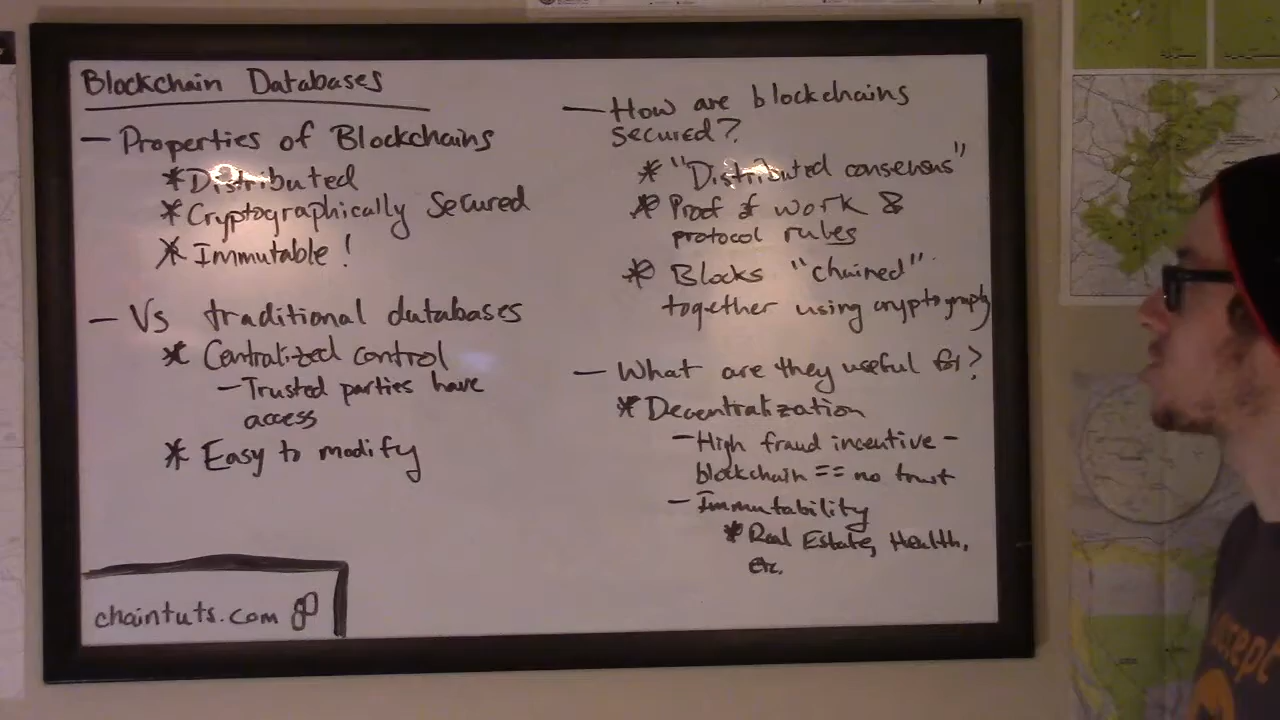 Blockchain Databases
— Properties of Blockchains
* Distributed
* Cryptographically Secured
* Immutable!
— Vs traditional databases
* Centralized control
— Trusted parties have
access
* Easy to modify
chaintuts.com
— How are blockchains
secured?
* "Distributed consensus"
* Proof of work &
protocol rules
* Blocks "chained"
together using cryptography
— What are they useful for?
* Decentralization
— High fraud incentive –
blockchain == no trust
— Immutability
* Real Estate, Health,
etc.